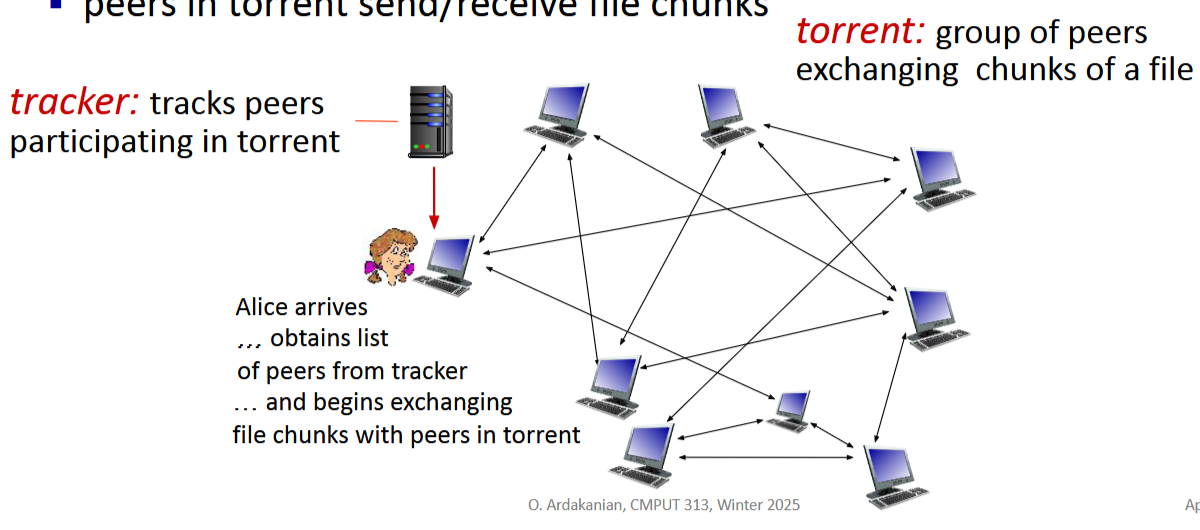 ▪ peers in torrent send/receive file chunks
torrent: group of peers
exchanging chunks of a file
tracker: tracks peers
participating in torrent
Alice arrives
… obtains list
of peers from tracker
… and begins exchanging
file chunks with peers in torrent
O. Ardakanian, CMPUT 313, Winter 2025